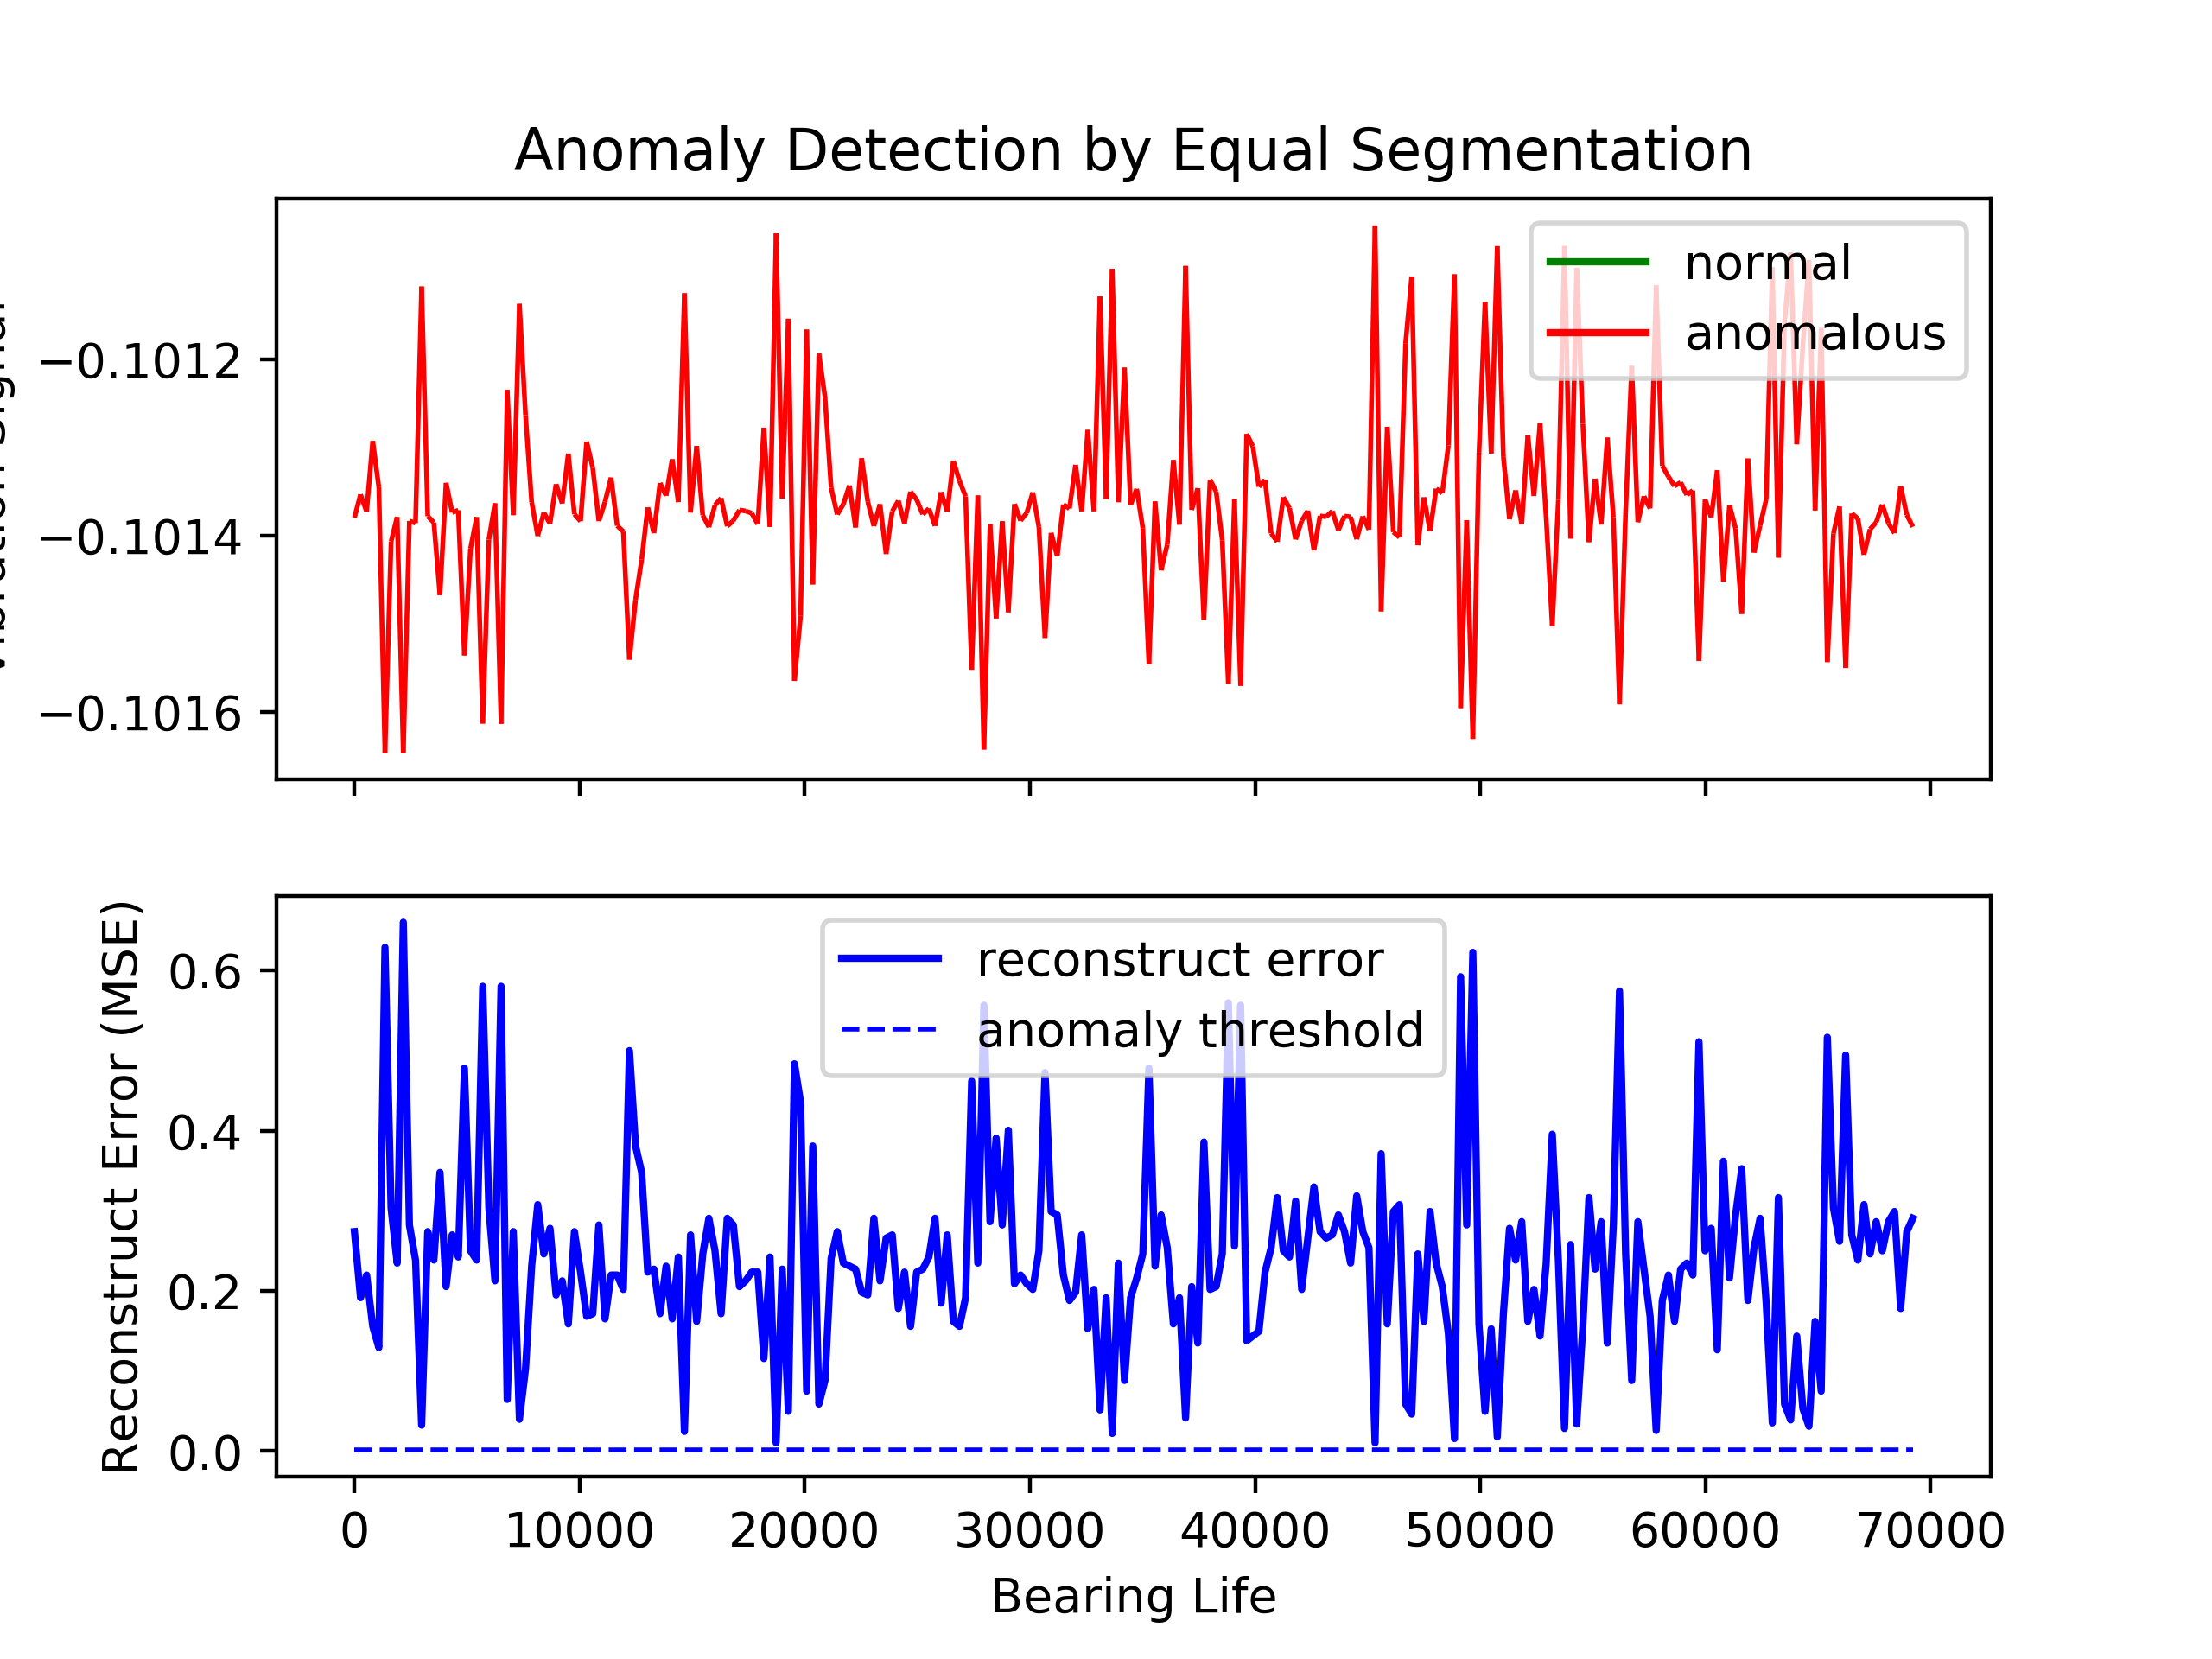 Anomaly Detection by Equal Segmentation
normal
anomalous
−0.1012
−0.1014
−0.1016
Reconstruct Error (MSE)
reconstruct error
anomaly threshold
0.6
0.4
0.2
0.0
0 10000 20000 30000 40000 50000 60000 70000
Bearing Life